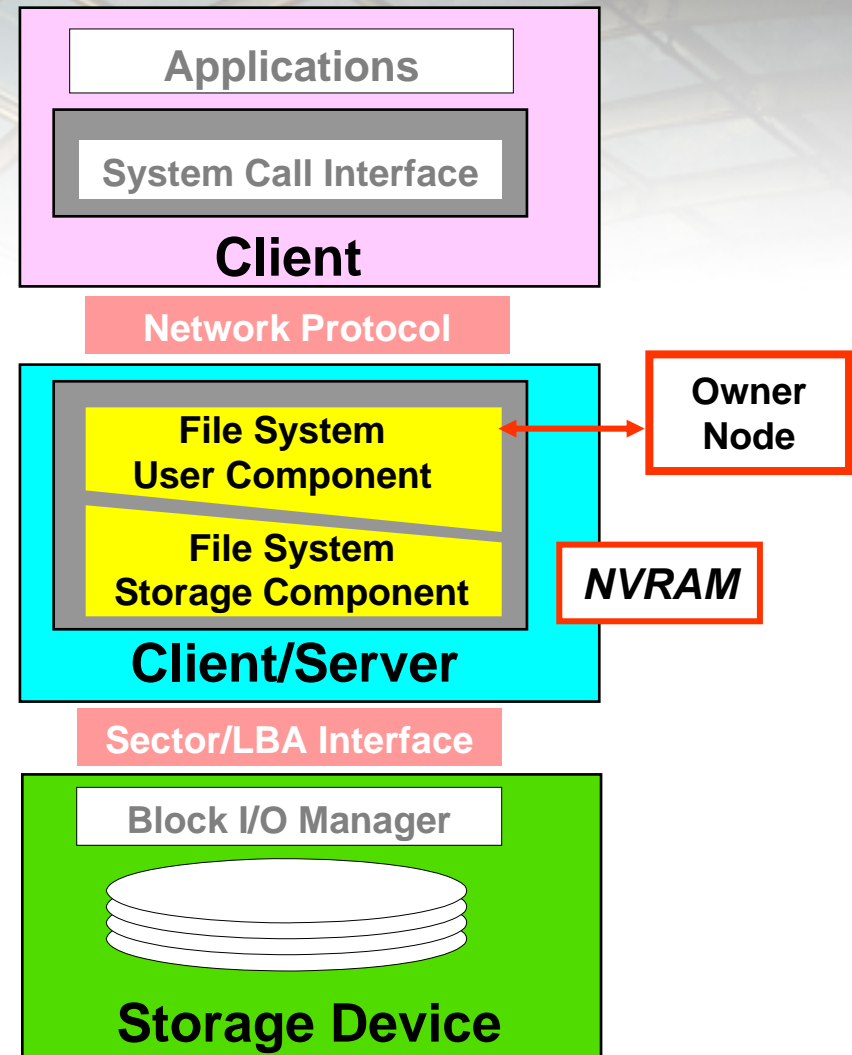 Applications
System Call Interface
Client
Network Protocol
Owner
Node
File System
User Component
File System
Storage Component
NVRAM
Client/Server
Sector/LBA Interface
Block I/O Manager
Storage Device